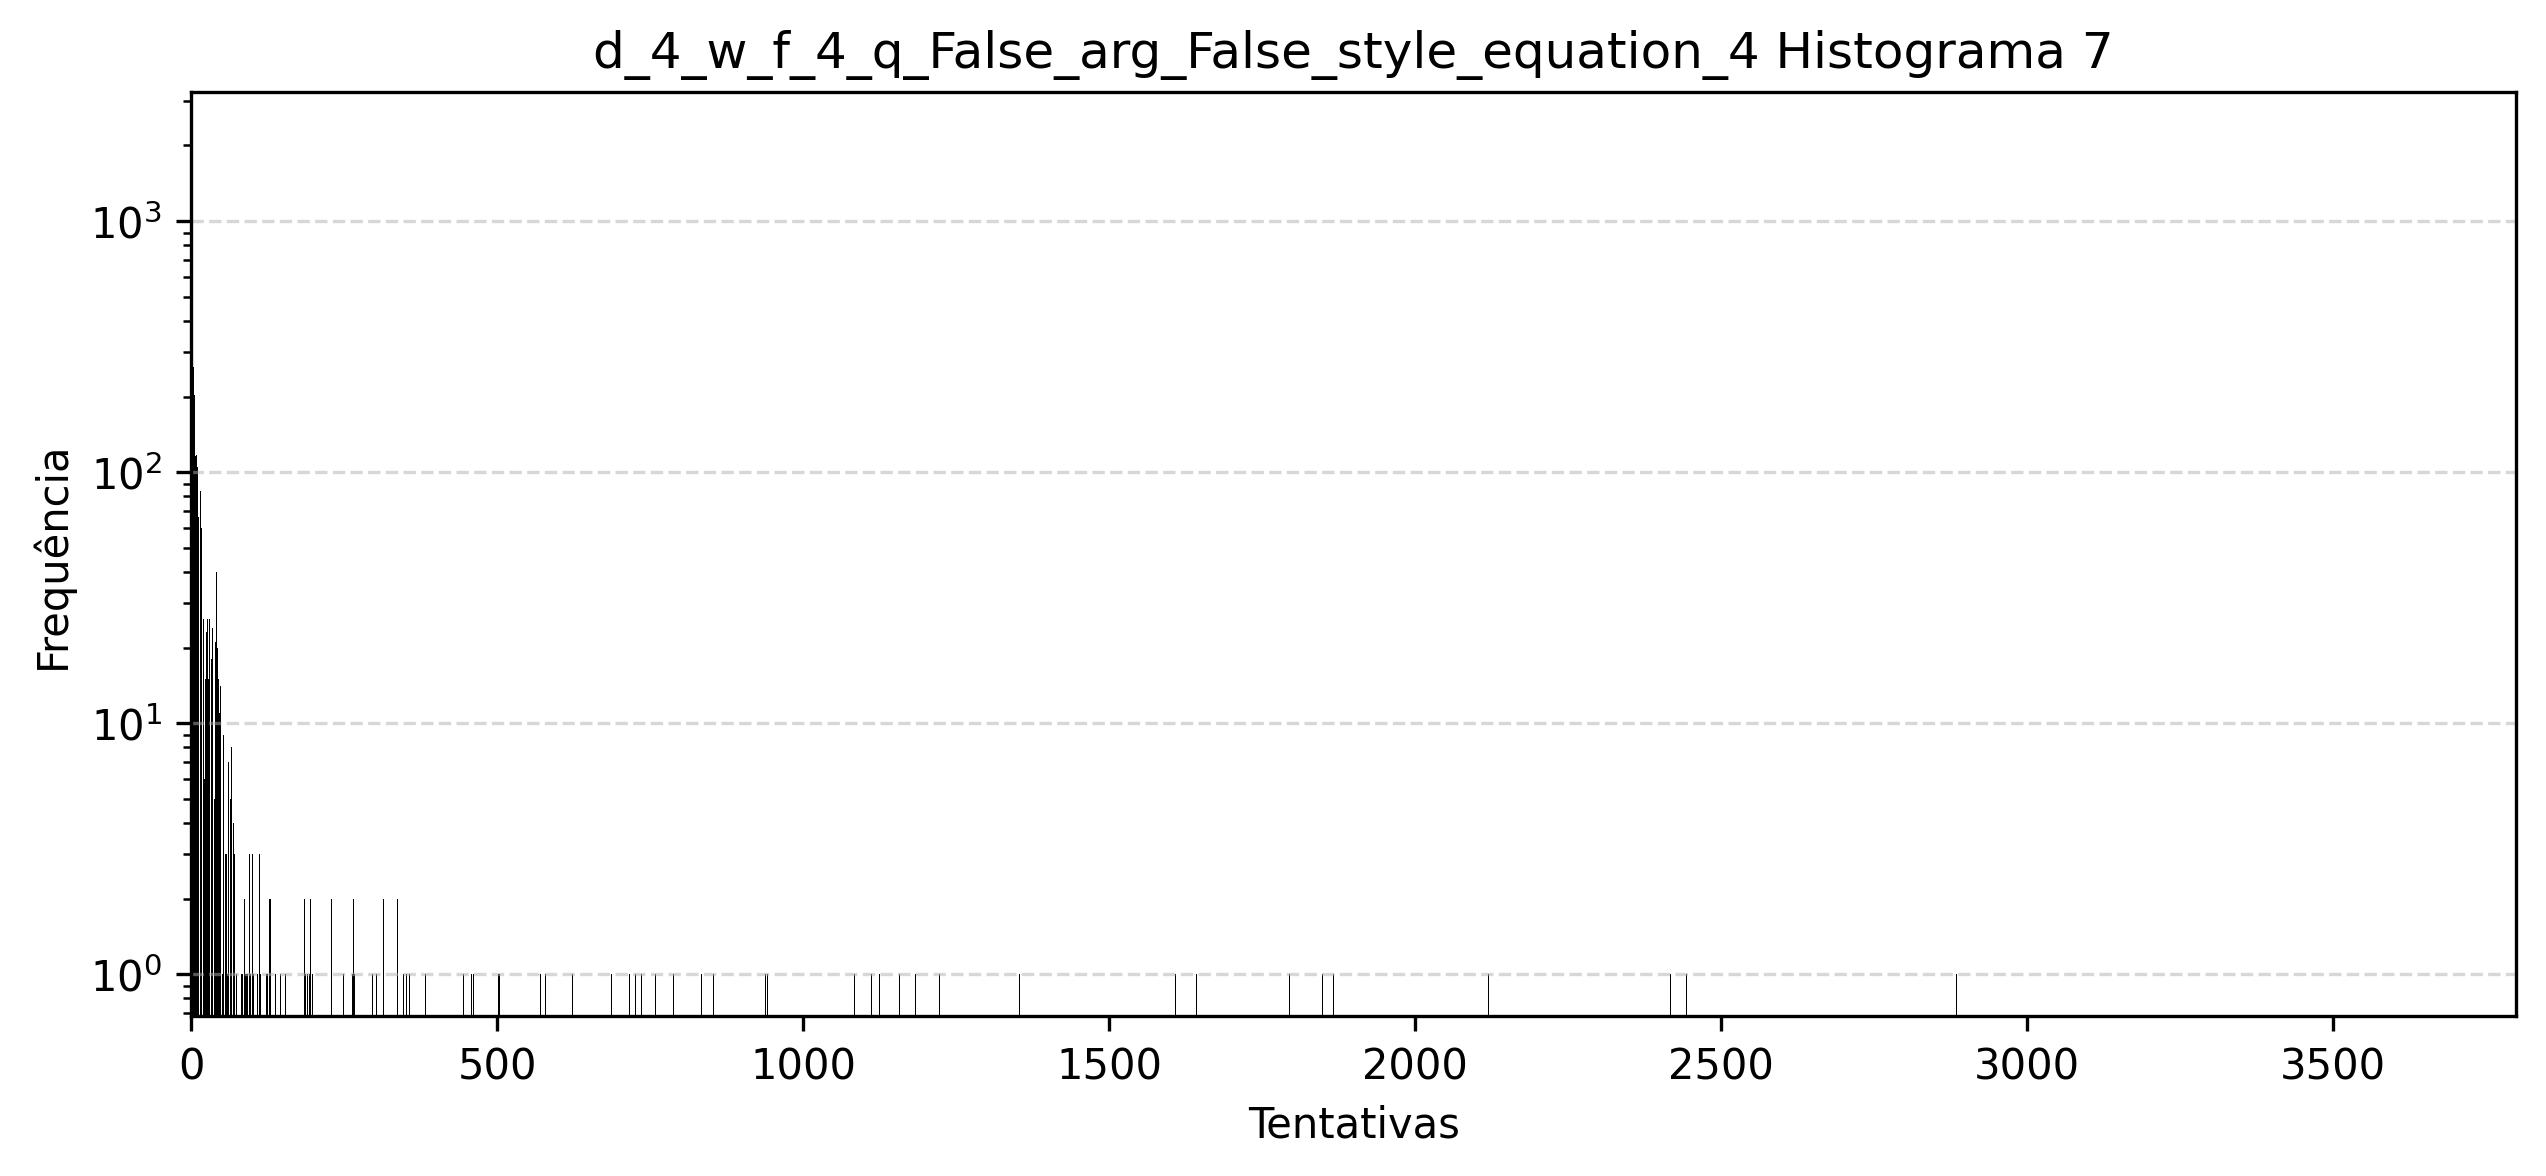 d_4_w_f_4_q_False_arg_False_style_equation_4 Histograma 7
Frequência
10³
10²
10¹
10⁰
0 500 1000 1500 2000 2500 3000 3500
Tentativas